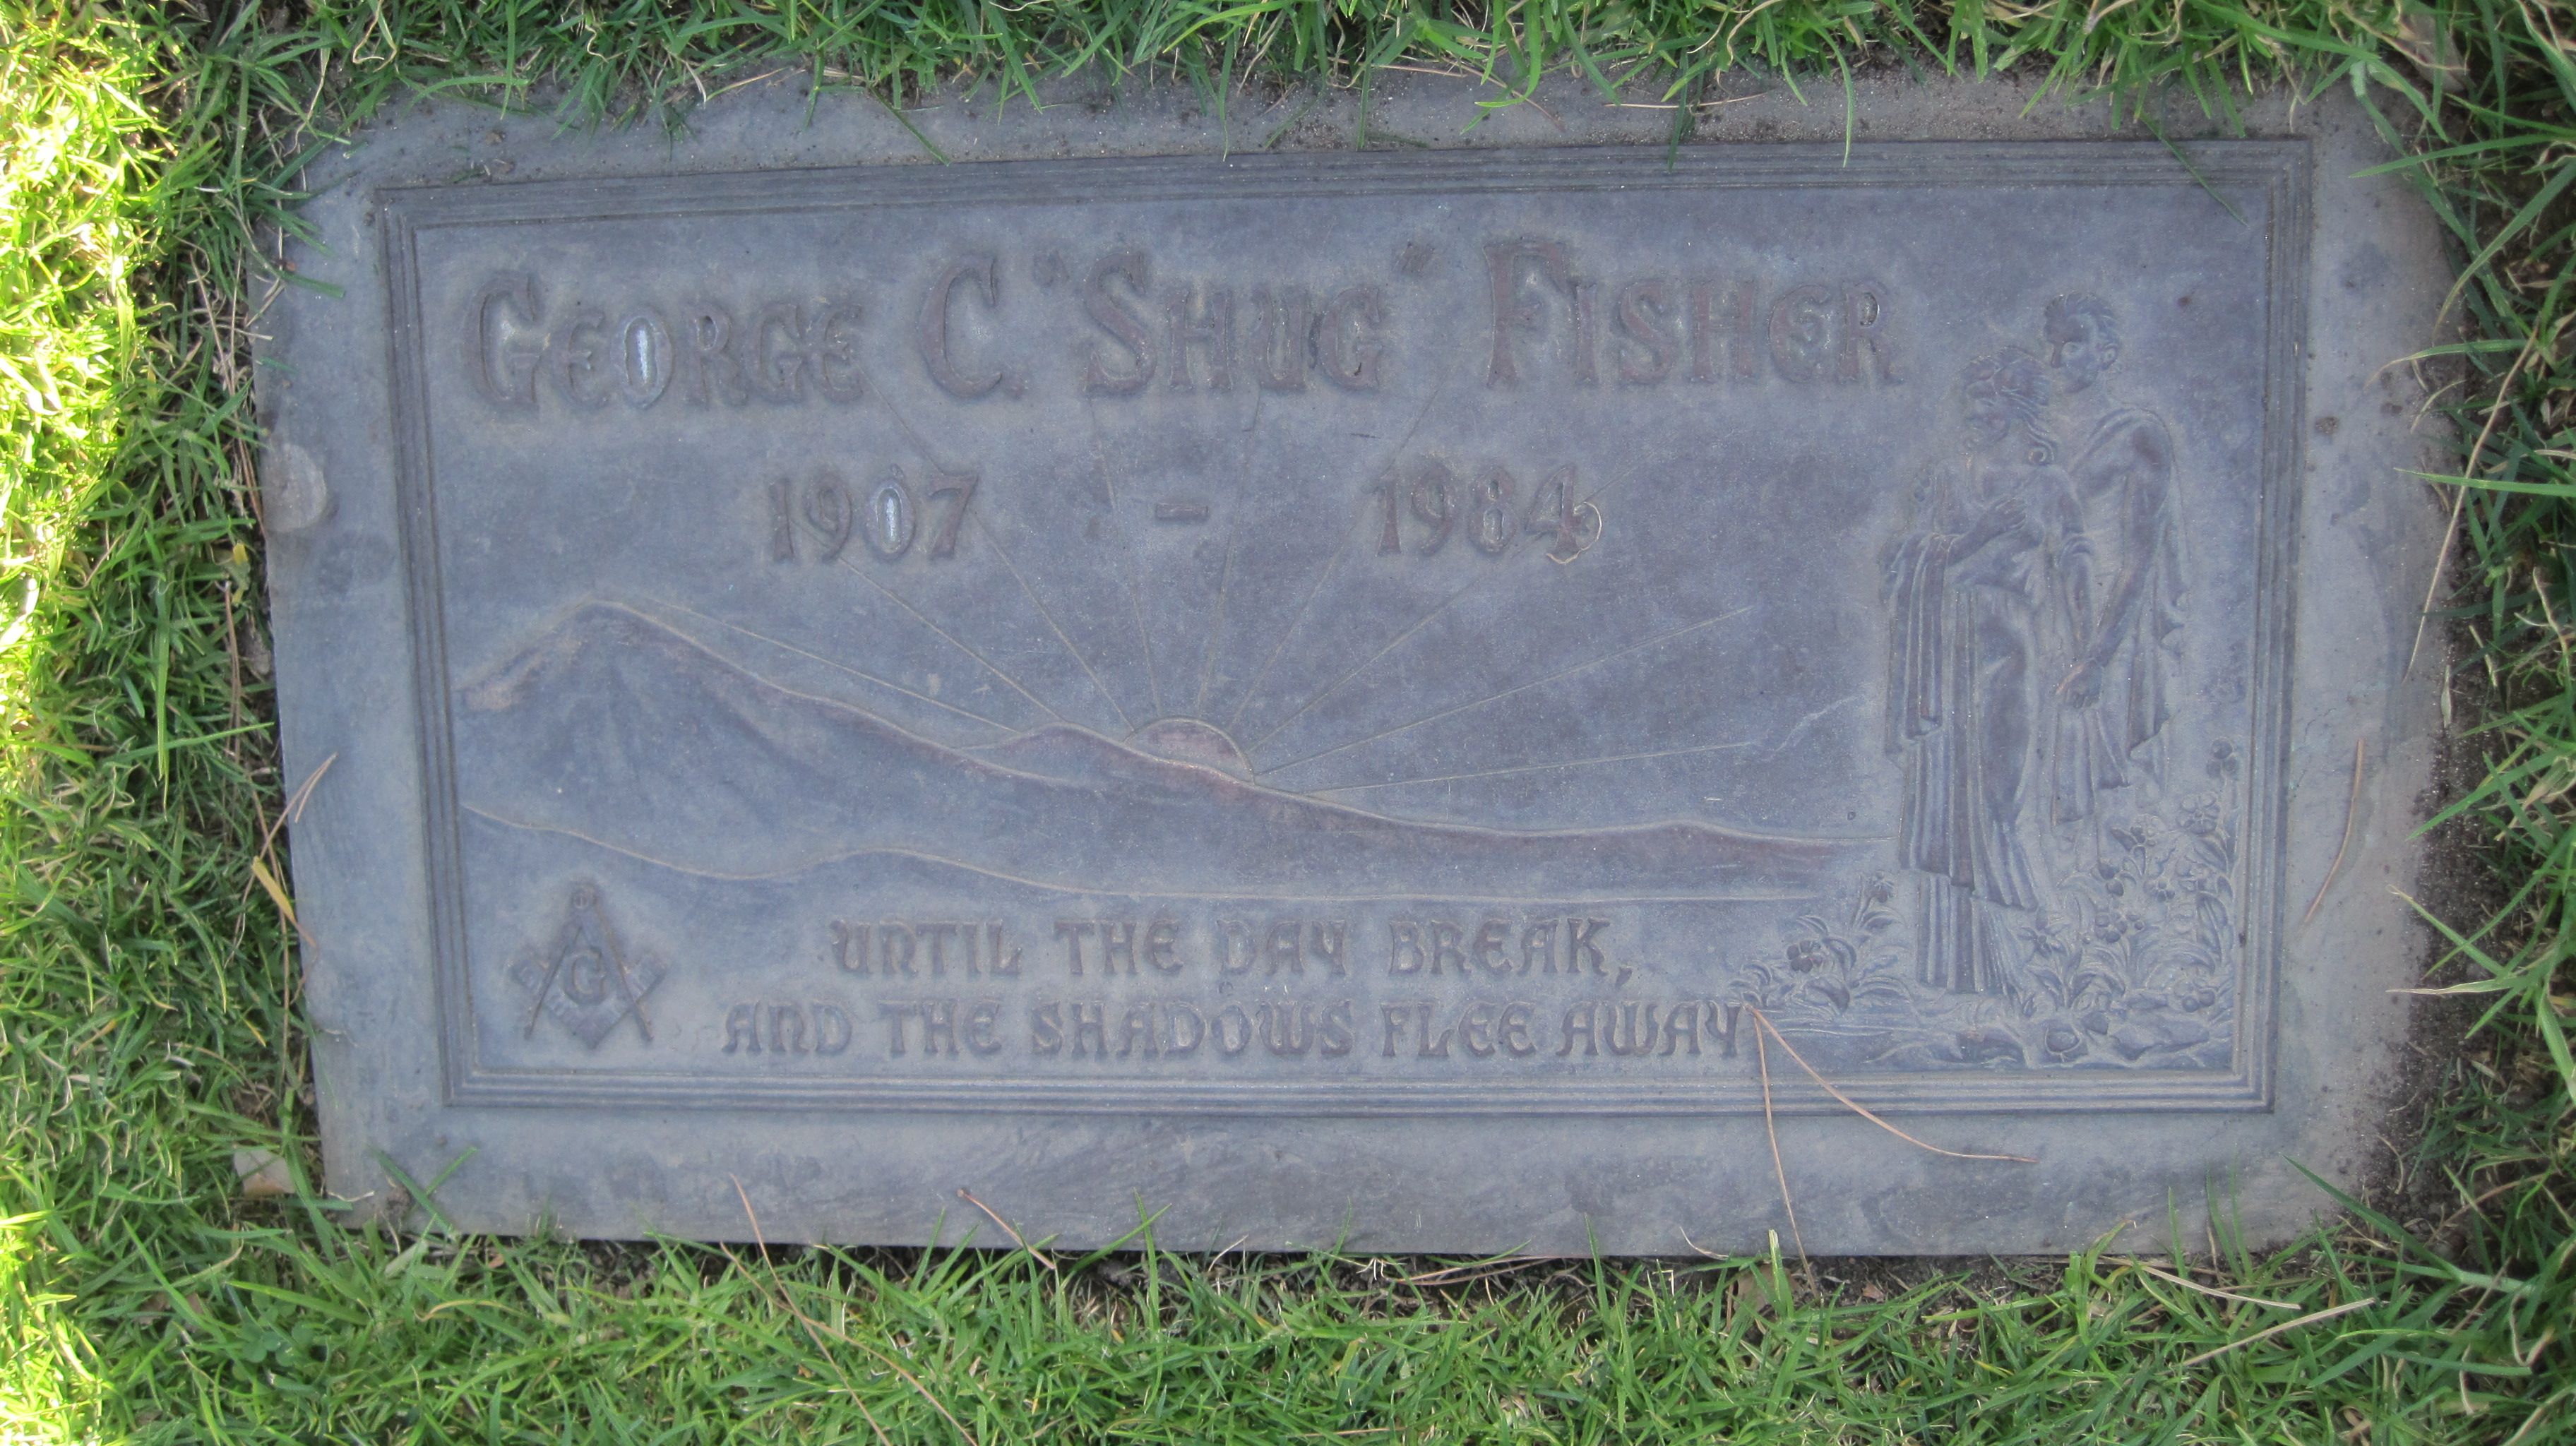 GEORGE C. "SHUG" FISHER
1907 - 1984
G
UNTIL THE DAY BREAK,
AND THE SHADOWS FLEE AWAY